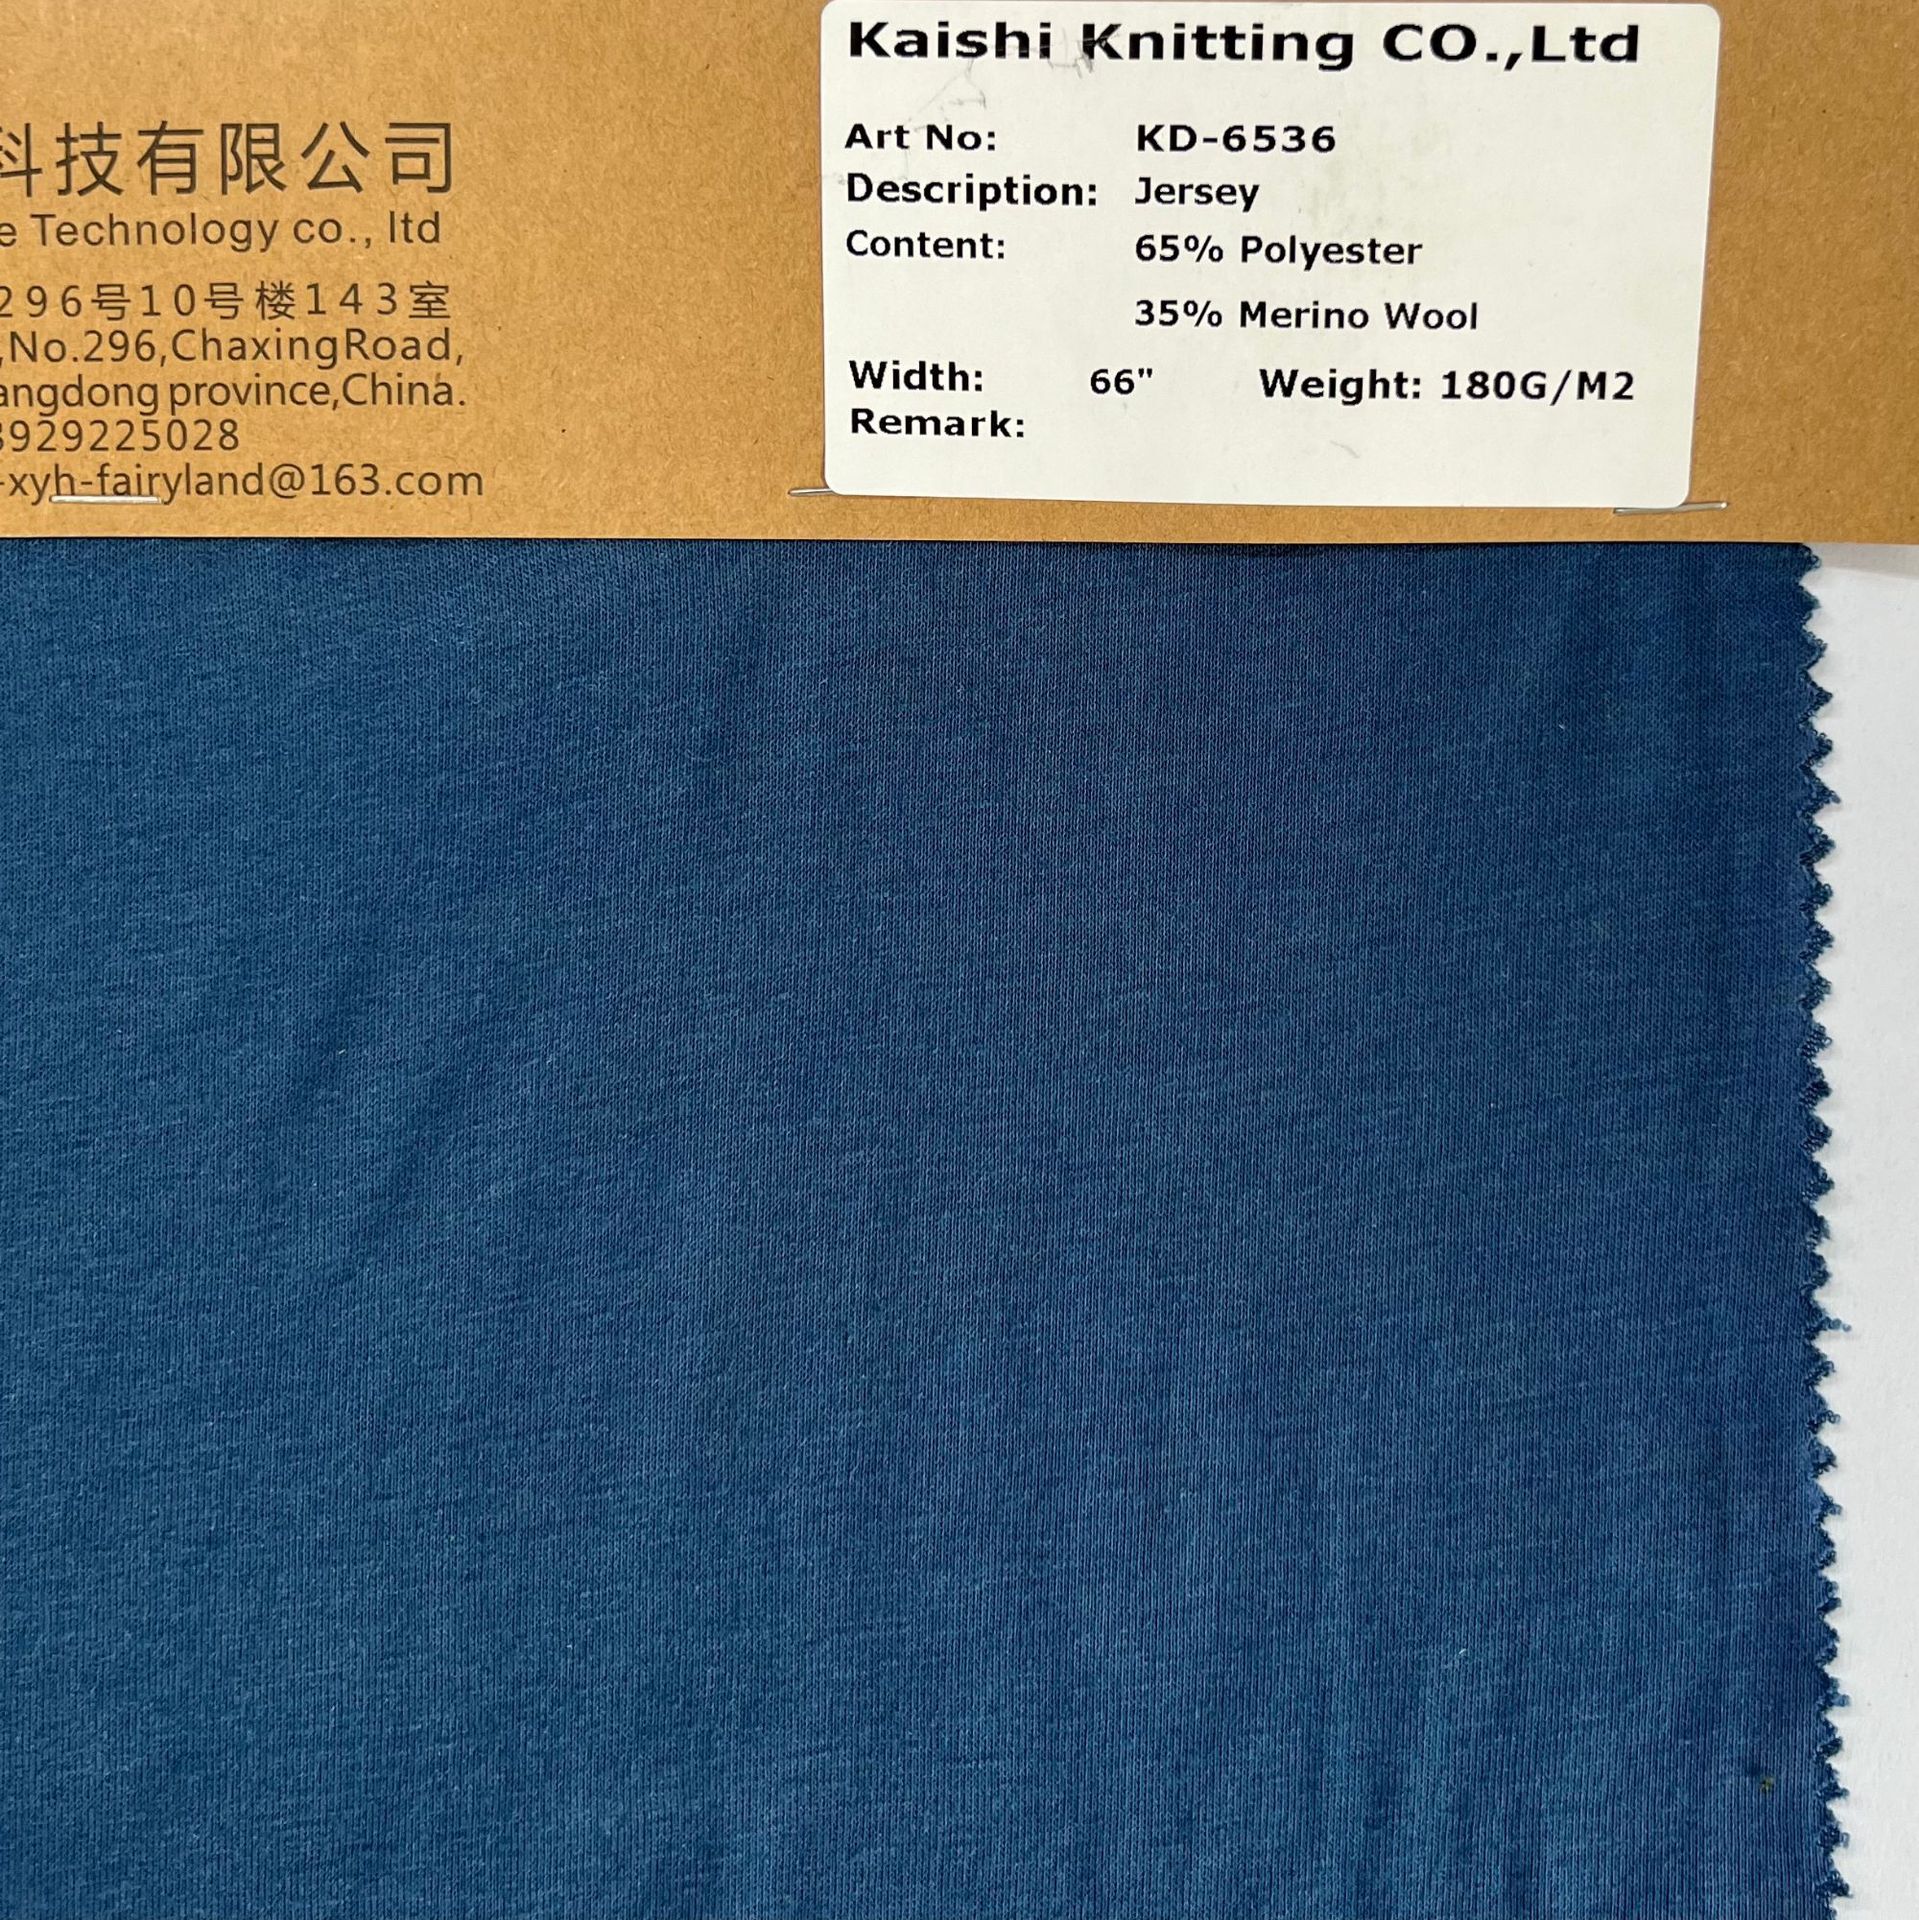 科技有限公司
e Technology co., ltd
296号10号楼143室
,No.296,ChaxingRoad,
angdong province,China.
3929225028
-xyh-fairyland@163.com
Kaishi Knitting CO.,Ltd
Art No: KD-6536
Description: Jersey
Content: 65% Polyester
35% Merino Wool
Width: 66" Weight: 180G/M2
Remark: